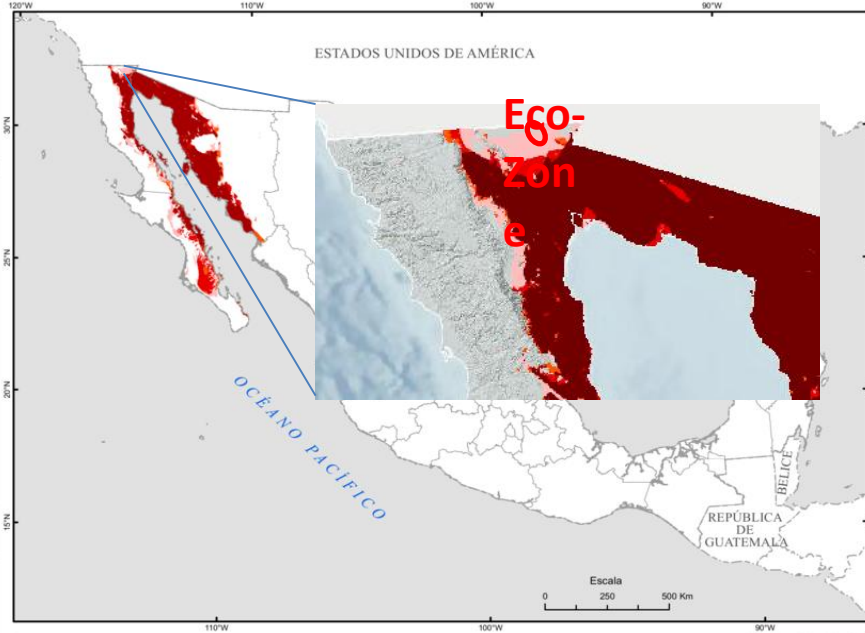 120°W
110°W
100°W
90°W
ESTADOS UNIDOS DE AMÉRICA
30°N
25°N
20°N
15°N
Eco-
Zon
e
OCÉANO PACÍFICO
BELICE
REPÚBLICA
DE
GUATEMALA
Escala
0 250 500 Km
110°W
100°W
90°W